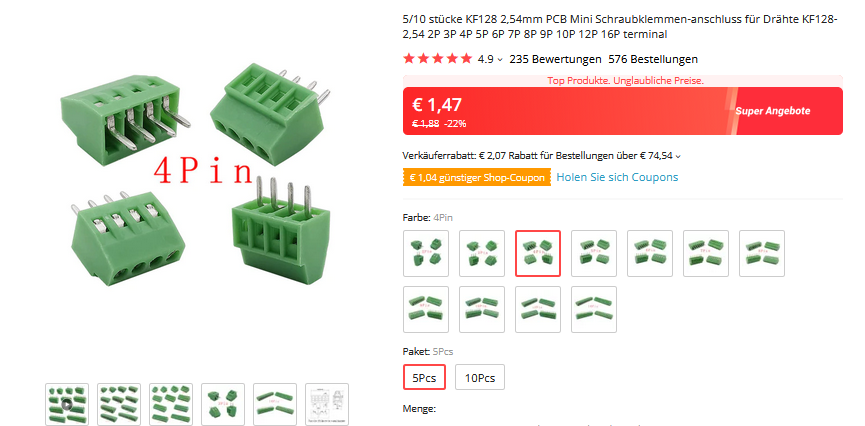 5/10 stücke KF128 2,54mm PCB Mini Schraubklemmen-anschluss für Drähte KF128-
2,54 2P 3P 4P 5P 6P 7P 8P 9P 10P 12P 16P terminal
4.9 235 Bewertungen 576 Bestellungen
Top Produkte. Unglaubliche Preise.
€ 1,47
€ 1,88 -22%
Super Angebote
Verkäuferrabatt: € 2,07 Rabatt für Bestellungen über € 74,54
€ 1,04 günstiger Shop-Coupon Holen Sie sich Coupons
Farbe: 4Pin
Paket: 5Pcs
5Pcs 10Pcs
Menge:
4Pin